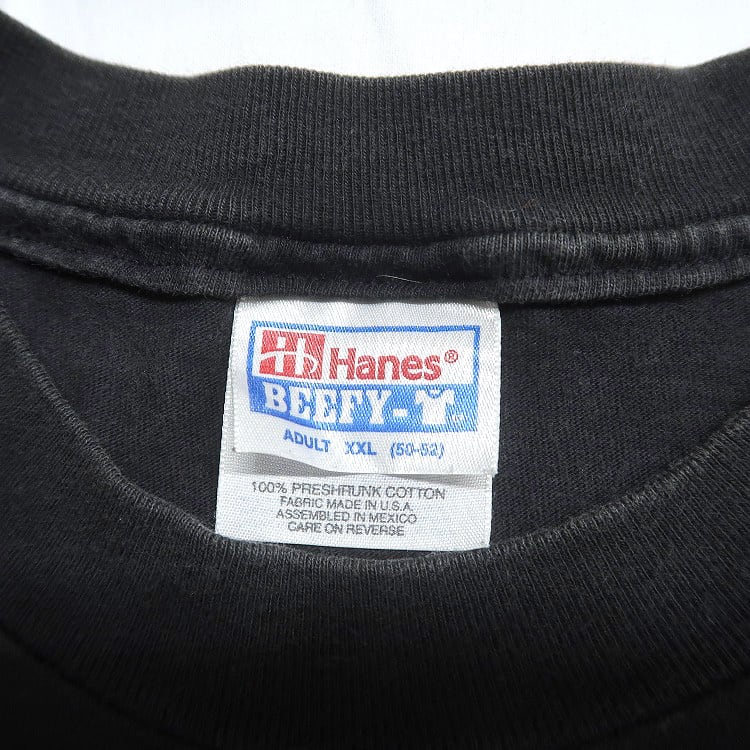 Hanes®
BEEFY-
ADULT XXL (50-52)
100% PRESHRUNK COTTON
FABRIC MADE IN U.S.A.
ASSEMBLED IN MEXICO
CARE ON REVERSE